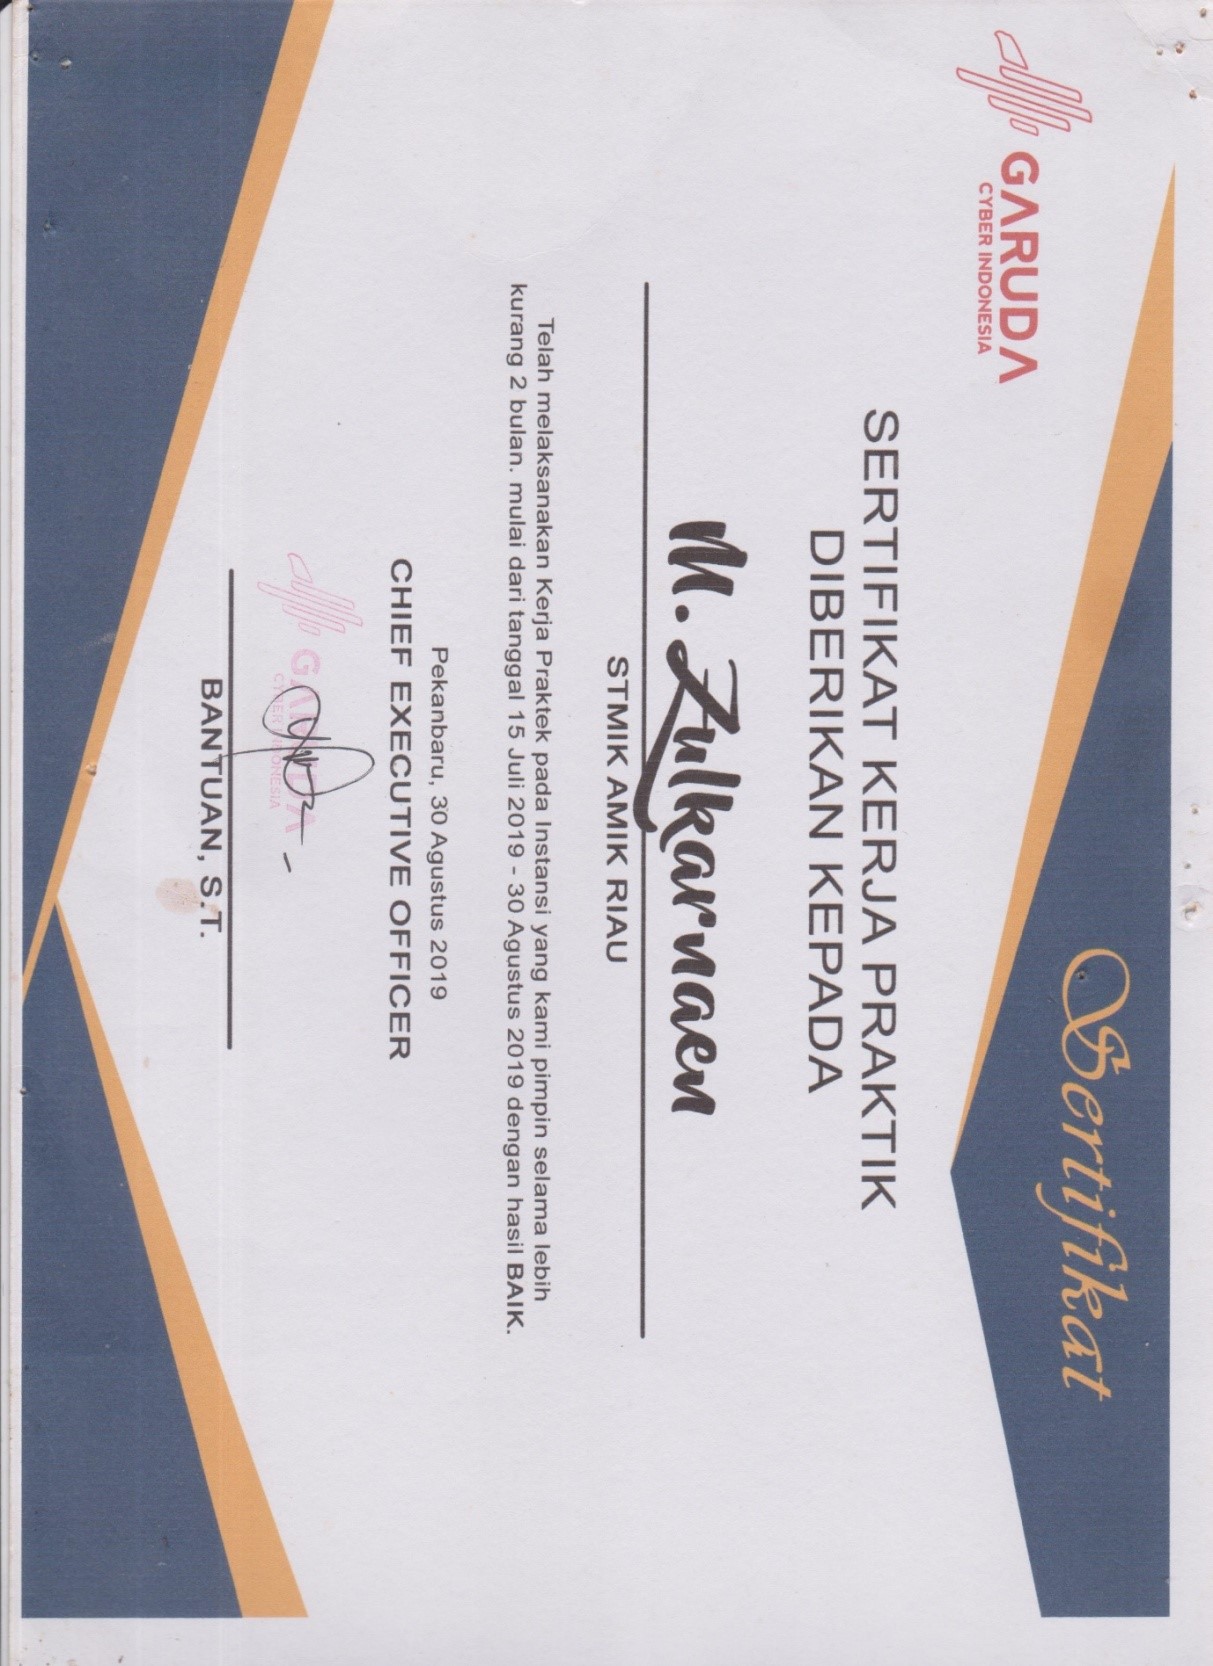 Sertifikat
GARUDA
CYBER INDONESIA
SERTIFIKAT KERJA PRAKTIK
DIBERIKAN KEPADA
M. Zulkarnaen
STMIK AMIK RIAU
Telah melaksanakan Kerja Praktek pada Instansi yang kami pimpin selama lebih
kurang 2 bulan. mulai dari tanggal 15 Juli 2019 - 30 Agustus 2019 dengan hasil BAIK.
Pekanbaru, 30 Agustus 2019
CHIEF EXECUTIVE OFFICER
GARUDA
CYBER INDONESIA
BANTUAN, S.T.